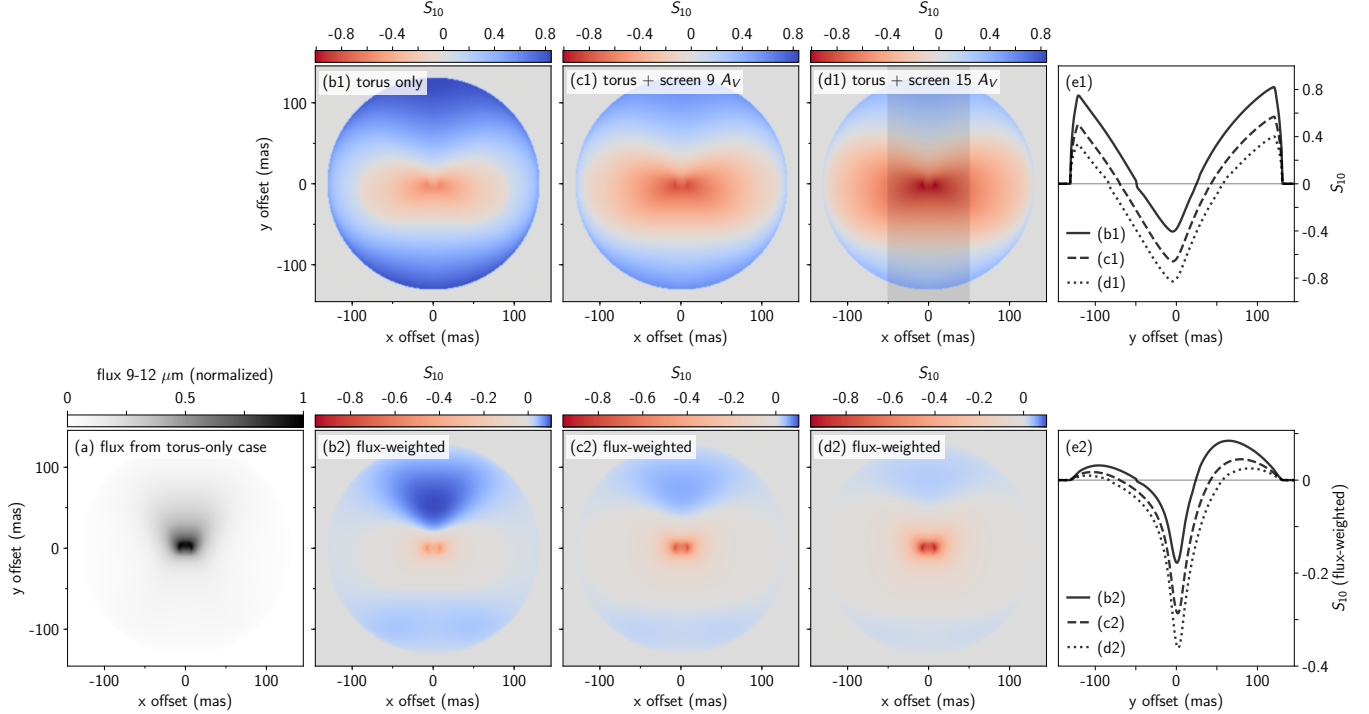 S10 S10 S10
-0.8 -0.4 0 0.4 0.8 -0.8 -0.4 0 0.4 0.8 -0.8 -0.4 0 0.4 0.8
(b1) torus only (c1) torus + screen 9 AV (d1) torus + screen 15 AV (e1)
100
0
-100
y offset (mas)
0.8
0.4
0
-0.4
-0.8
S10
(b1)
(c1)
(d1)
-100 0 100 -100 0 100 -100 0 100 -100 0 100
x offset (mas) x offset (mas) x offset (mas) y offset (mas)
flux 9-12 μm (normalized) S10 S10 S10
0 0.5 1 -0.8 -0.6 -0.4 -0.2 0 -0.8 -0.6 -0.4 -0.2 0 -0.8 -0.6 -0.4 -0.2 0
(a) flux from torus-only case (b2) flux-weighted (c2) flux-weighted (d2) flux-weighted (e2)
100
0
-100
y offset (mas)
0
-0.2
-0.4
S10 (flux-weighted)
(b2)
(c2)
(d2)
-100 0 100 -100 0 100 -100 0 100 -100 0 100 -100 0 100
x offset (mas) x offset (mas) x offset (mas) x offset (mas) y offset (mas)